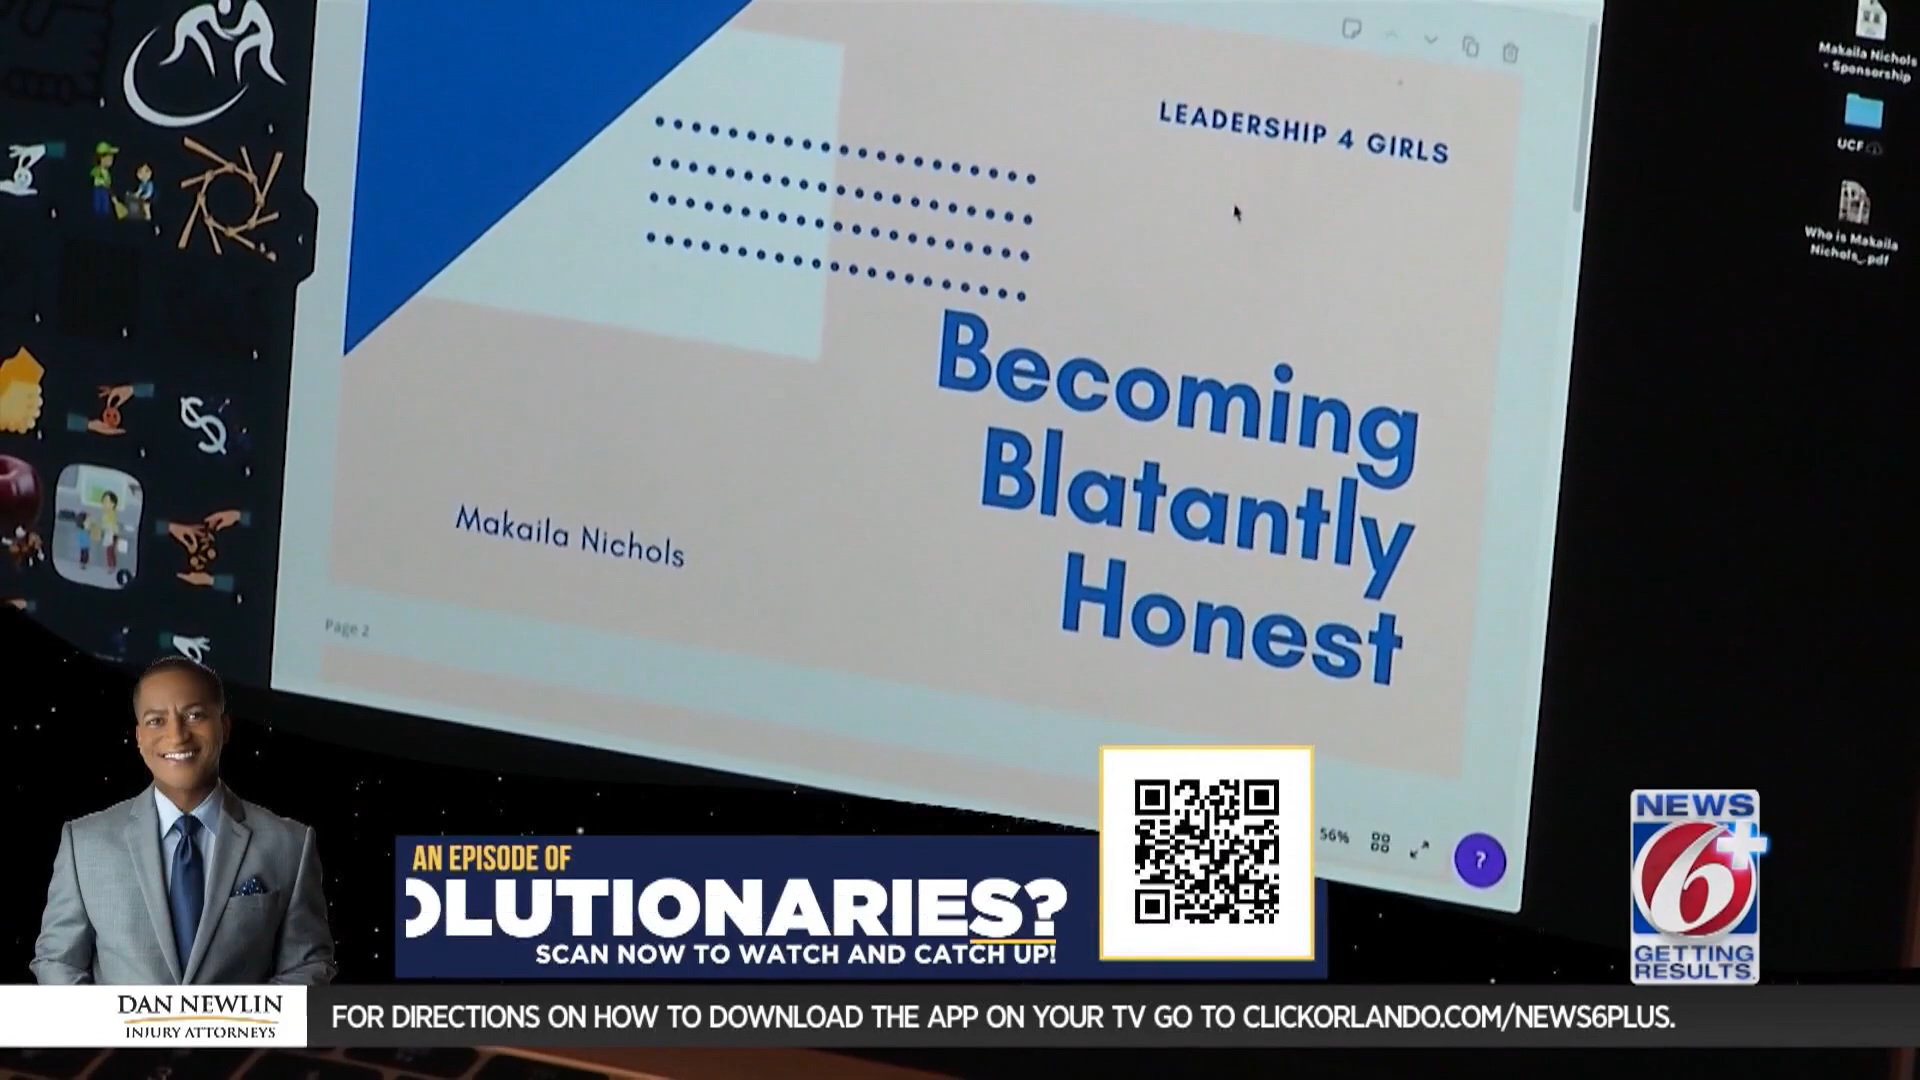 Makaila Nichols
- Sponsorship
UCF
Who is Makaila
Nichols_.pdf
LEADERSHIP 4 GIRLS
Becoming
Blatantly
Honest
Makaila Nichols
Page 2
56%
?
AN EPISODE OF
OLUTIONARIES?
SCAN NOW TO WATCH AND CATCH UP!
NEWS
6+
GETTING
RESULTS
DAN NEWLIN
INJURY ATTORNEYS
FOR DIRECTIONS ON HOW TO DOWNLOAD THE APP ON YOUR TV GO TO CLICKORLANDO.COM/NEWS6PLUS.